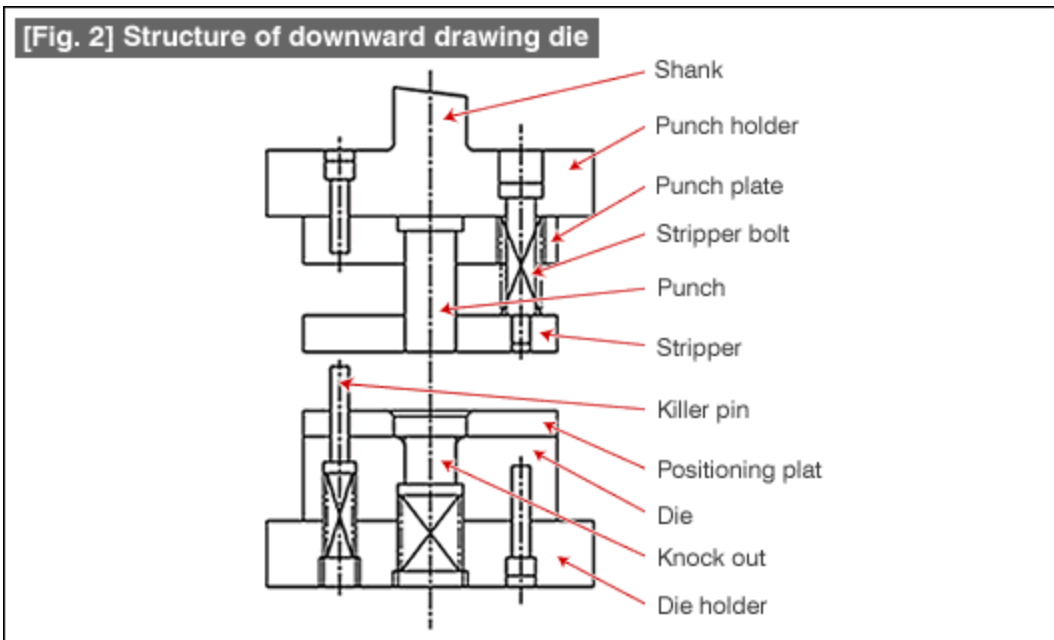 [Fig. 2] Structure of downward drawing die
Shank
Punch holder
Punch plate
Stripper bolt
Punch
Stripper
Killer pin
Positioning plat
Die
Knock out
Die holder